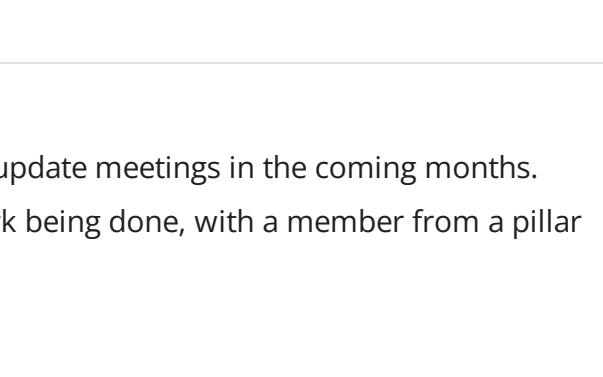 update meetings in the coming months.
k being done, with a member from a pillar